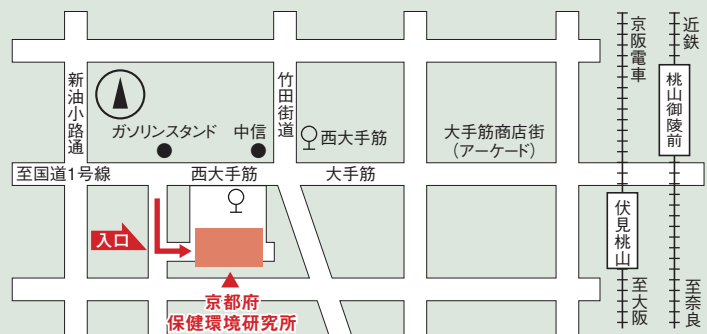 新油小路通
ガソリンスタンド
中信
竹田街道
西大手筋
大手筋商店街
（アーケード）
京阪電車
近鉄
桃山御陵前
至国道1号線
西大手筋
大手筋
伏見桃山
入口
至大阪
至奈良
京都府
保健環境研究所